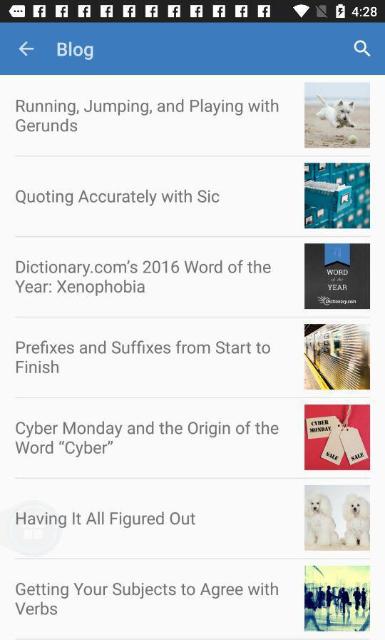 4:28
Blog
Running, Jumping, and Playing with
Gerunds
Quoting Accurately with Sic
Dictionary.com's 2016 Word of the
Year: Xenophobia
WORD
of the
YEAR
Dictionary.com
Prefixes and Suffixes from Start to
Finish
Cyber Monday and the Origin of the
Word “Cyber”
CYBER
MONDAY
SALE
SALE
Having It All Figured Out
Getting Your Subjects to Agree with
Verbs